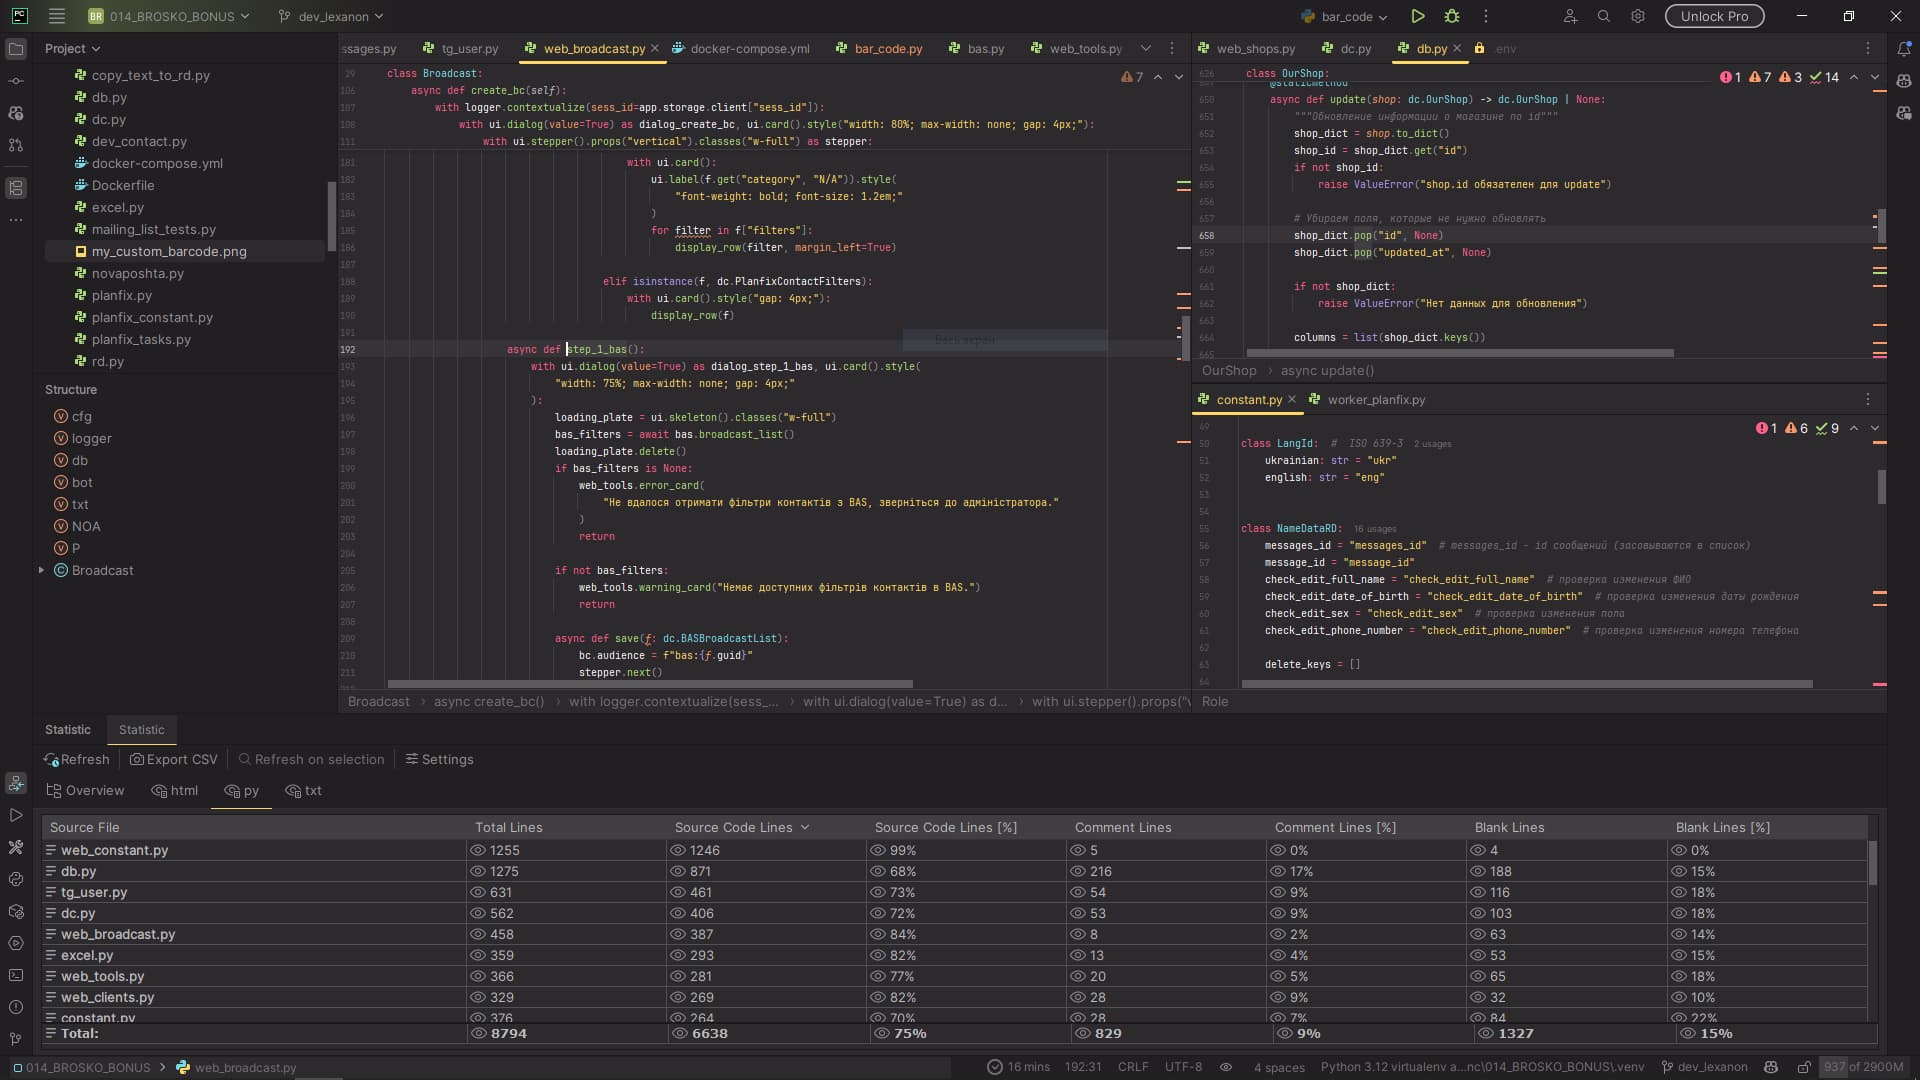 PC
BR 014_BROSKO_BONUS
dev_lexanon
bar_code
Unlock Pro
Project
copy_text_to_rd.py
db.py
dc.py
dev_contact.py
docker-compose.yml
Dockerfile
excel.py
mailing_list_tests.py
my_custom_barcode.png
novaposhta.py
planfix.py
planfix_constant.py
planfix_tasks.py
rd.py
Structure
cfg
logger
db
bot
txt
NOA
P
Broadcast
ssages.py tg_user.py web_broadcast.py docker-compose.yml bar_code.py bas.py web_tools.py
7
29 class Broadcast:
106 async def create_bc(self):
107 with logger.contextualize(sess_id=app.storage.client["sess_id"]):
108 with ui.dialog(value=True) as dialog_create_bc, ui.card().style("width: 80%; max-width: none; gap: 4px;"):
111 with ui.stepper().props("vertical").classes("w-full") as stepper:
181 with ui.card():
182 ui.label(f.get("category", "N/A")).style(
183 "font-weight: bold; font-size: 1.2em;"
184 )
185 for filter in f["filters"]:
186 display_row(filter, margin_left=True)
187
188 elif isinstance(f, dc.PlanfixContactFilters):
189 with ui.card().style("gap: 4px;"):
190 display_row(f)
191
Весь экран
192 async def step_1_bas():
193 with ui.dialog(value=True) as dialog_step_1_bas, ui.card().style(
194 "width: 75%; max-width: none; gap: 4px;"
195 ):
196 loading_plate = ui.skeleton().classes("w-full")
197 bas_filters = await bas.broadcast_list()
198 loading_plate.delete()
199 if bas_filters is None:
200 web_tools.error_card(
201 "Не вдалося отримати фільтри контактів з BAS, зверніться до адміністратора."
202 )
203 return
204
205 if not bas_filters:
206 web_tools.warning_card("Немає доступних фільтрів контактів в BAS.")
207 return
208
209 async def save(f: dc.BASBroadcastList):
210 bc.audience = f"bas:{f.guid}"
211 stepper.next()
Broadcast › async create_bc() › with logger.contextualize(sess_... › with ui.dialog(value=True) as d... › with ui.stepper().props("v
web_shops.py dc.py db.py .env
1 7 3 14
626 class OurShop:
649 @staticmethod
650 async def update(shop: dc.OurShop) -> dc.OurShop | None:
651 """Обновление информации о магазине по id"""
652 shop_dict = shop.to_dict()
653 shop_id = shop_dict.get("id")
654 if not shop_id:
655 raise ValueError("shop.id обязателен для update")
656
657 # Убираем поля, которые не нужно обновлять
658 shop_dict.pop("id", None)
659 shop_dict.pop("updated_at", None)
660
661 if not shop_dict:
662 raise ValueError("Нет данных для обновления")
663
664 columns = list(shop_dict.keys())
665
OurShop › async update()
constant.py worker_planfix.py
1 6 9
49
50 class LangId: # ISO 639-3 2 usages
51 ukrainian: str = "ukr"
52 english: str = "eng"
53
54
55 class NameDataRD: 16 usages
56 messages_id = "messages_id" # messages_id - id сообщений (засовываются в список)
57 message_id = "message_id"
58 check_edit_full_name = "check_edit_full_name" # проверка изменения ФИО
59 check_edit_date_of_birth = "check_edit_date_of_birth" # проверка изменения даты рождения
60 check_edit_sex = "check_edit_sex" # проверка изменения пола
61 check_edit_phone_number = "check_edit_phone_number" # проверка изменения номера телефона
62
63 delete_keys = []
64
Role
Statistic Statistic
Refresh Export CSV Refresh on selection Settings
Overview html py txt
Source File Total Lines Source Code Lines Source Code Lines [%] Comment Lines Comment Lines [%] Blank Lines Blank Lines [%]
web_constant.py 1255 1246 99% 5 0% 4 0%
db.py 1275 871 68% 216 17% 188 15%
tg_user.py 631 461 73% 54 9% 116 18%
dc.py 562 406 72% 53 9% 103 18%
web_broadcast.py 458 387 84% 8 2% 63 14%
excel.py 359 293 82% 13 4% 53 15%
web_tools.py 366 281 77% 20 5% 65 18%
web_clients.py 329 269 82% 28 9% 32 10%
constant.py 376 264 70% 28 7% 84 22%
Total: 8794 6638 75% 829 9% 1327 15%
014_BROSKO_BONUS › web_broadcast.py
16 mins 192:31 CRLF UTF-8 4 spaces Python 3.12 virtualenv a...nc\014_BROSKO_BONUS\.venv dev_lexanon 937 of 2900M